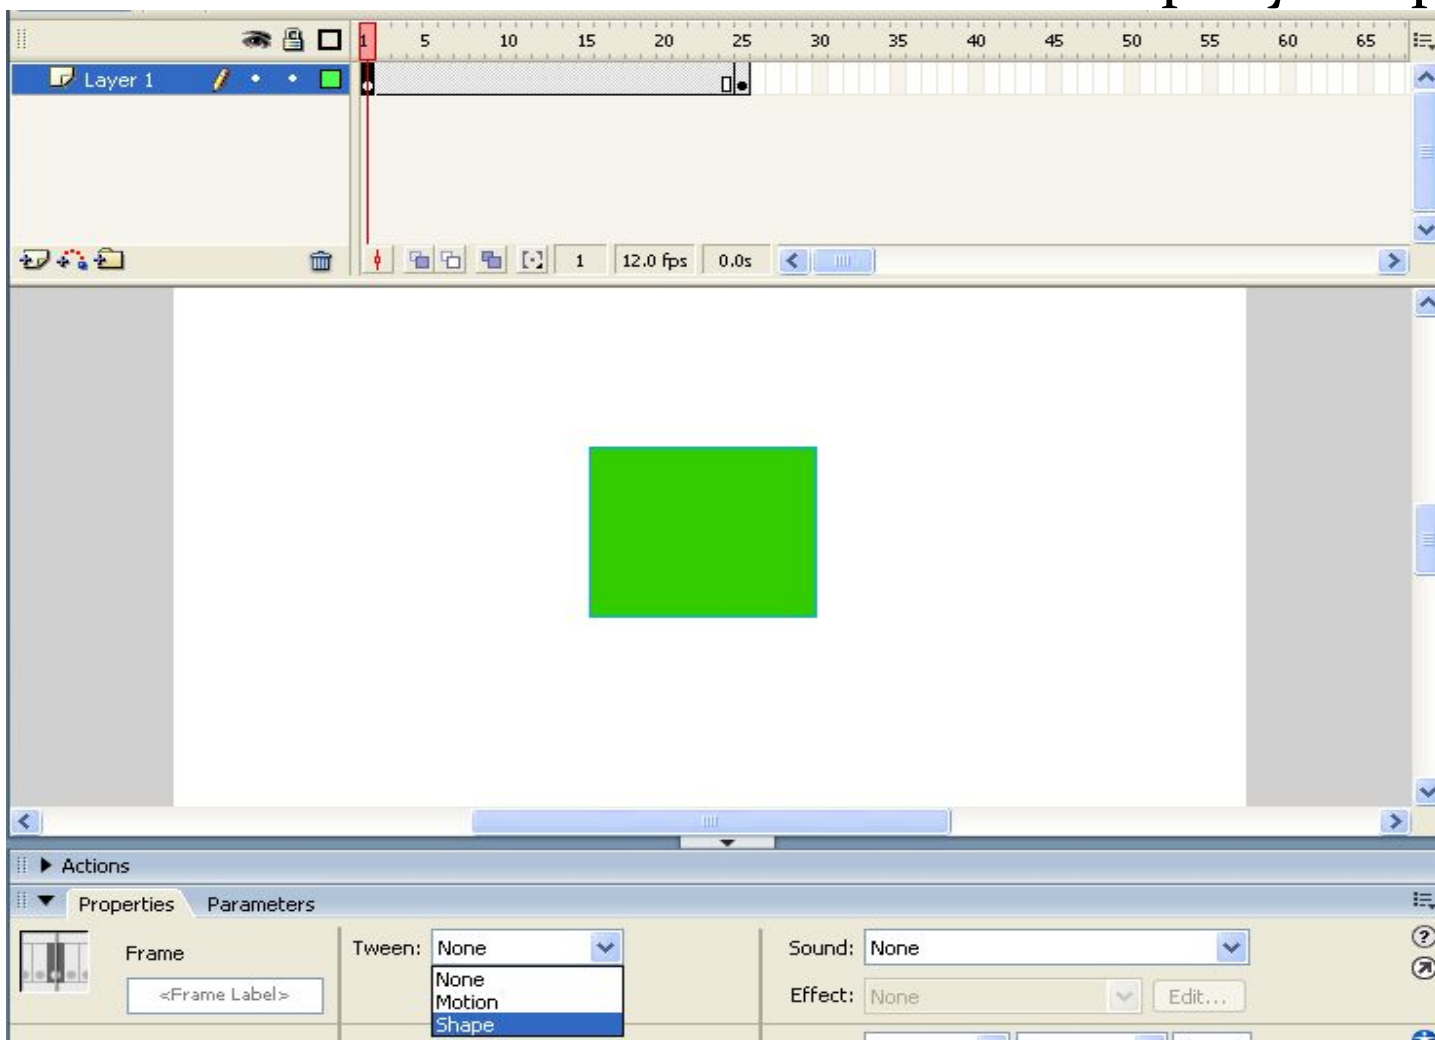 1 5 10 15 20 25 30 35 40 45 50 55 60 65
Layer 1
1 12.0 fps 0.0s
Actions
Properties Parameters
Frame Tween: None Sound: None
<Frame Label> None Effect: None Edit...
Motion
Shape